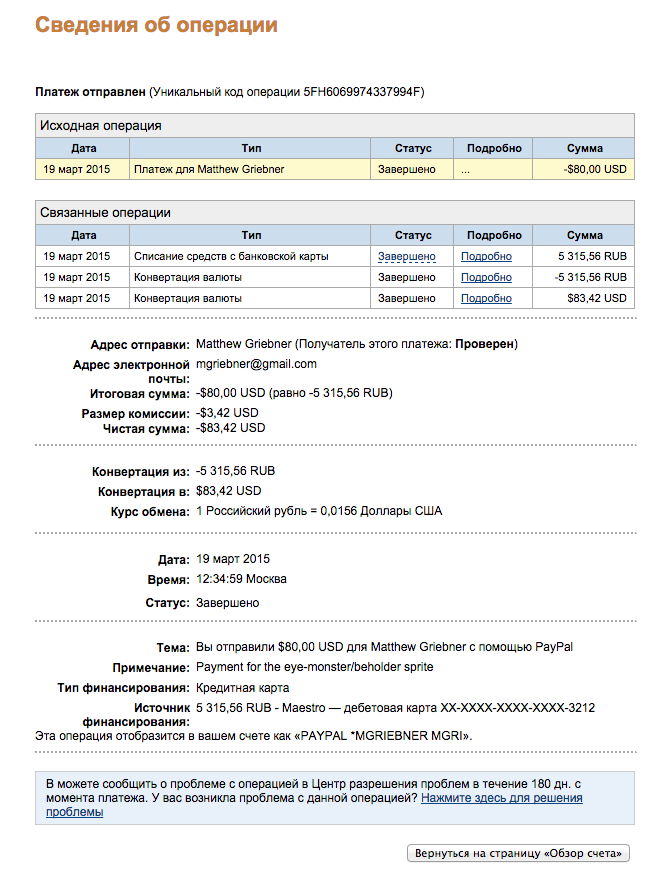 Сведения об операции
Платеж отправлен (Уникальный код операции 5FH6069974337994F)
Исходная операция
Дата Тип Статус Подробно Сумма
19 март 2015 Платеж для Matthew Griebner Завершено ... -$80,00 USD
Связанные операции
Дата Тип Статус Подробно Сумма
19 март 2015 Списание средств с банковской карты Завершено Подробно 5 315,56 RUB
19 март 2015 Конвертация валюты Завершено Подробно -5 315,56 RUB
19 март 2015 Конвертация валюты Завершено Подробно $83,42 USD
Адрес отправки: Matthew Griebner (Получатель этого платежа: Проверен)
Адрес электронной mgriebner@gmail.com
почты:
Итоговая сумма: -$80,00 USD (равно -5 315,56 RUB)
Размер комиссии: -$3,42 USD
Чистая сумма: -$83,42 USD
Конвертация из: -5 315,56 RUB
Конвертация в: $83,42 USD
Курс обмена: 1 Российский рубль = 0,0156 Доллары США
Дата: 19 март 2015
Время: 12:34:59 Москва
Статус: Завершено
Тема: Вы отправили $80,00 USD для Matthew Griebner с помощью PayPal
Примечание: Payment for the eye-monster/beholder sprite
Тип финансирования: Кредитная карта
Источник 5 315,56 RUB - Maestro — дебетовая карта XX-XXXX-XXXX-XXXX-3212
финансирования:
Эта операция отобразится в вашем счете как «PAYPAL *MGRIEBNER MGRI».
В можете сообщить о проблеме с операцией в Центр разрешения проблем в течение 180 дн. с
момента платежа. У вас возникла проблема с данной операцией? Нажмите здесь для решения
проблемы
Вернуться на страницу «Обзор счета»